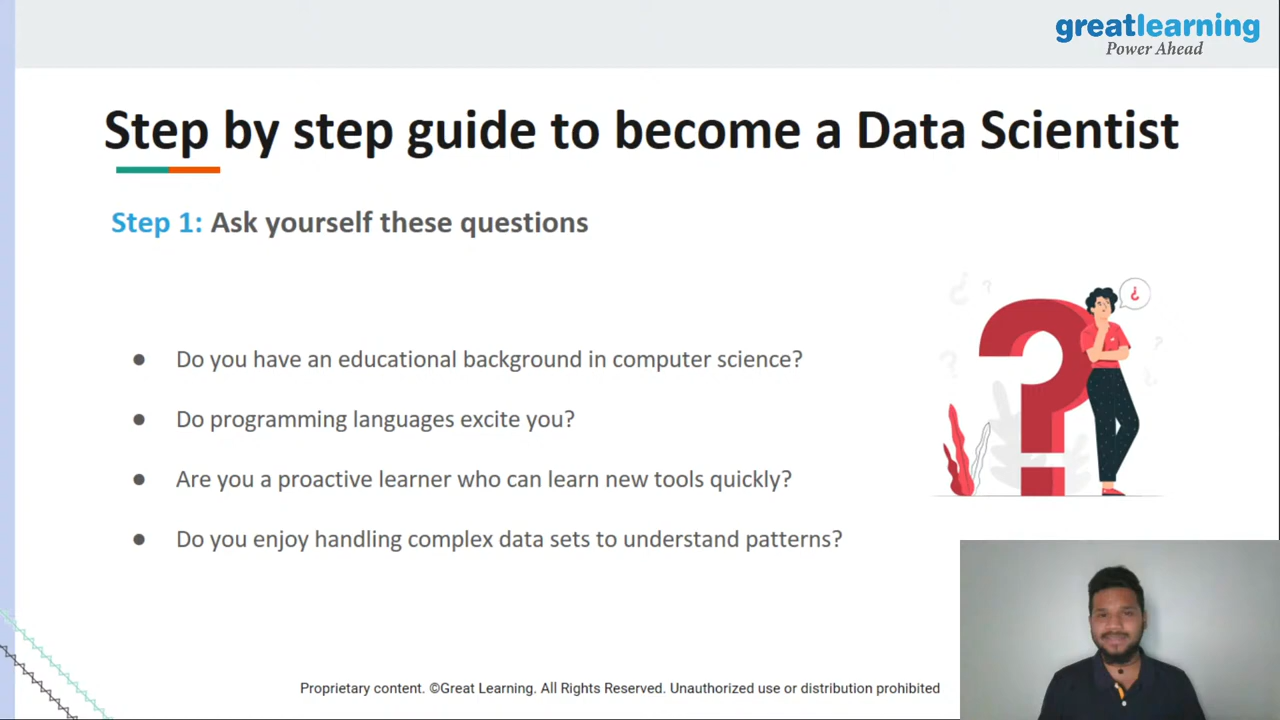 greatlearning
Power Ahead
Step by step guide to become a Data Scientist
Step 1: Ask yourself these questions
● Do you have an educational background in computer science?
● Do programming languages excite you?
● Are you a proactive learner who can learn new tools quickly?
● Do you enjoy handling complex data sets to understand patterns?
Proprietary content. ©Great Learning. All Rights Reserved. Unauthorized use or distribution prohibited